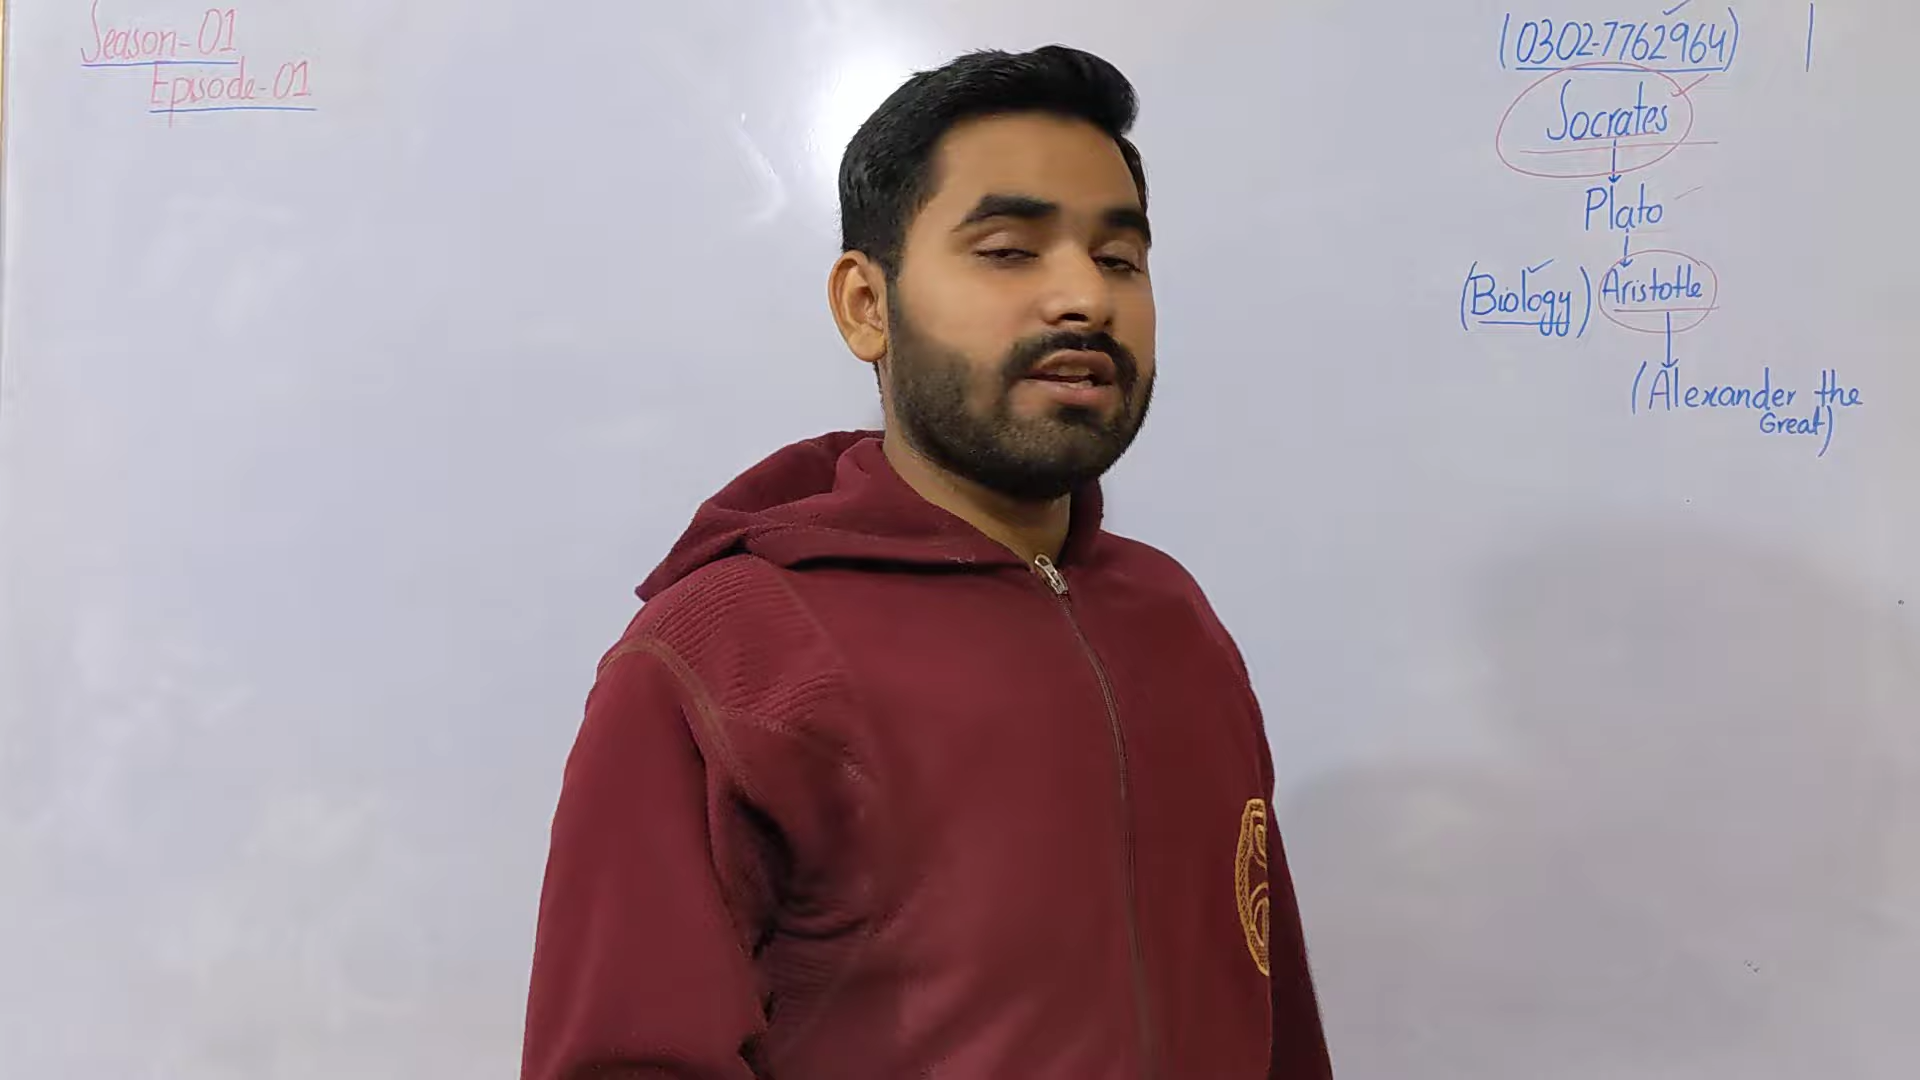 Season-01
Episode-01
(0302-7762964)
Socrates
Plato
(Biology) Aristotle
(Alexander the
Great)